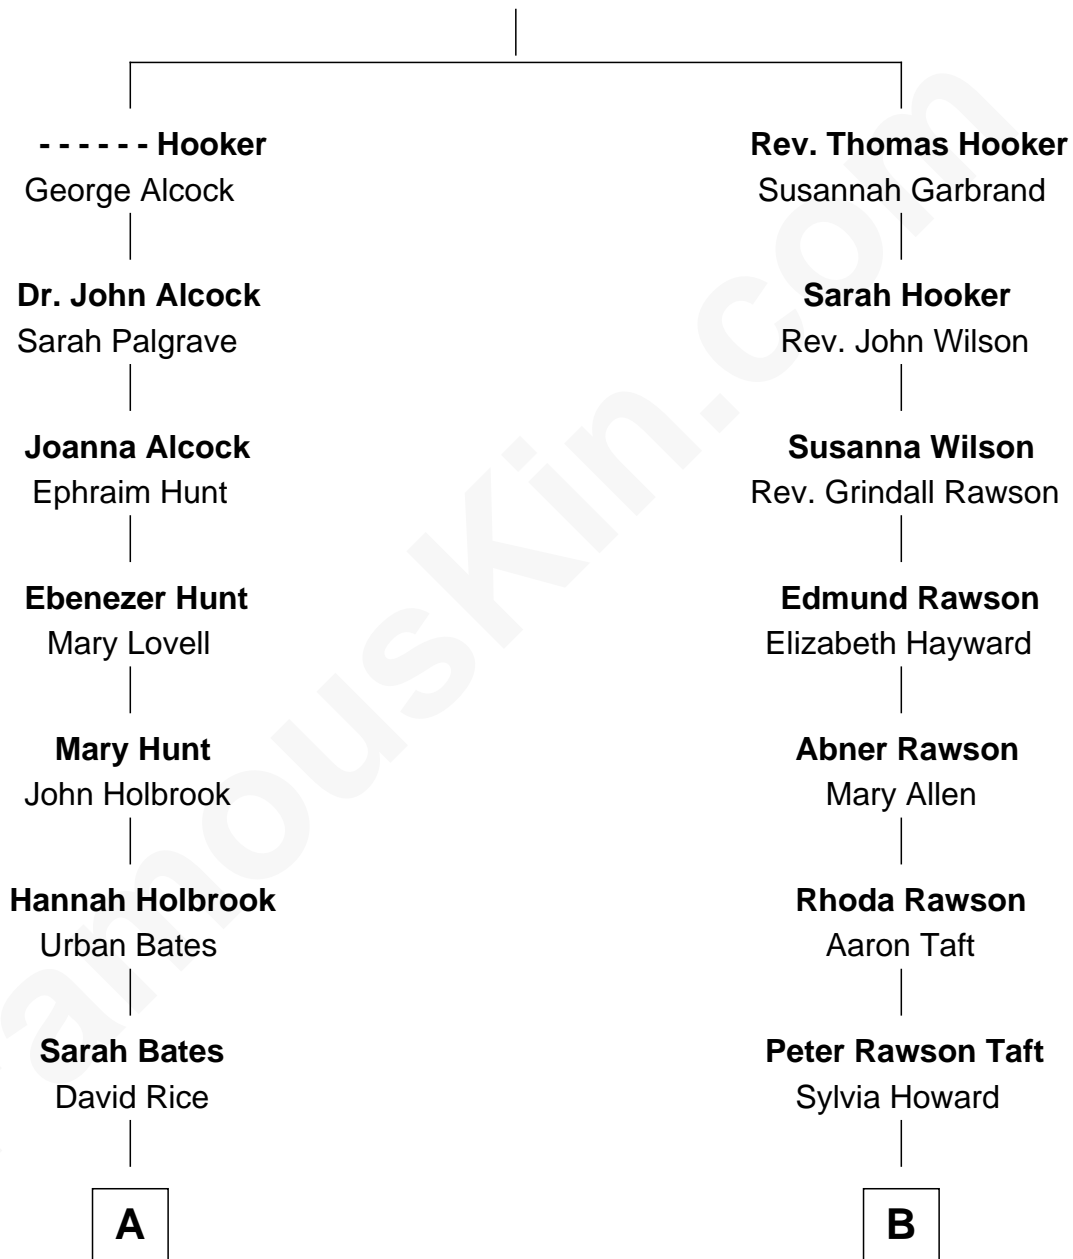 - - - - - - Hooker
George Alcock
Dr. John Alcock
Sarah Palgrave
Joanna Alcock
Ephraim Hunt
Ebenezer Hunt
Mary Lovell
Mary Hunt
John Holbrook
Hannah Holbrook
Urban Bates
Sarah Bates
David Rice
A
Rev. Thomas Hooker
Susannah Garbrand
Sarah Hooker
Rev. John Wilson
Susanna Wilson
Rev. Grindall Rawson
Edmund Rawson
Elizabeth Hayward
Abner Rawson
Mary Allen
Rhoda Rawson
Aaron Taft
Peter Rawson Taft
Sylvia Howard
B
amouskin.com